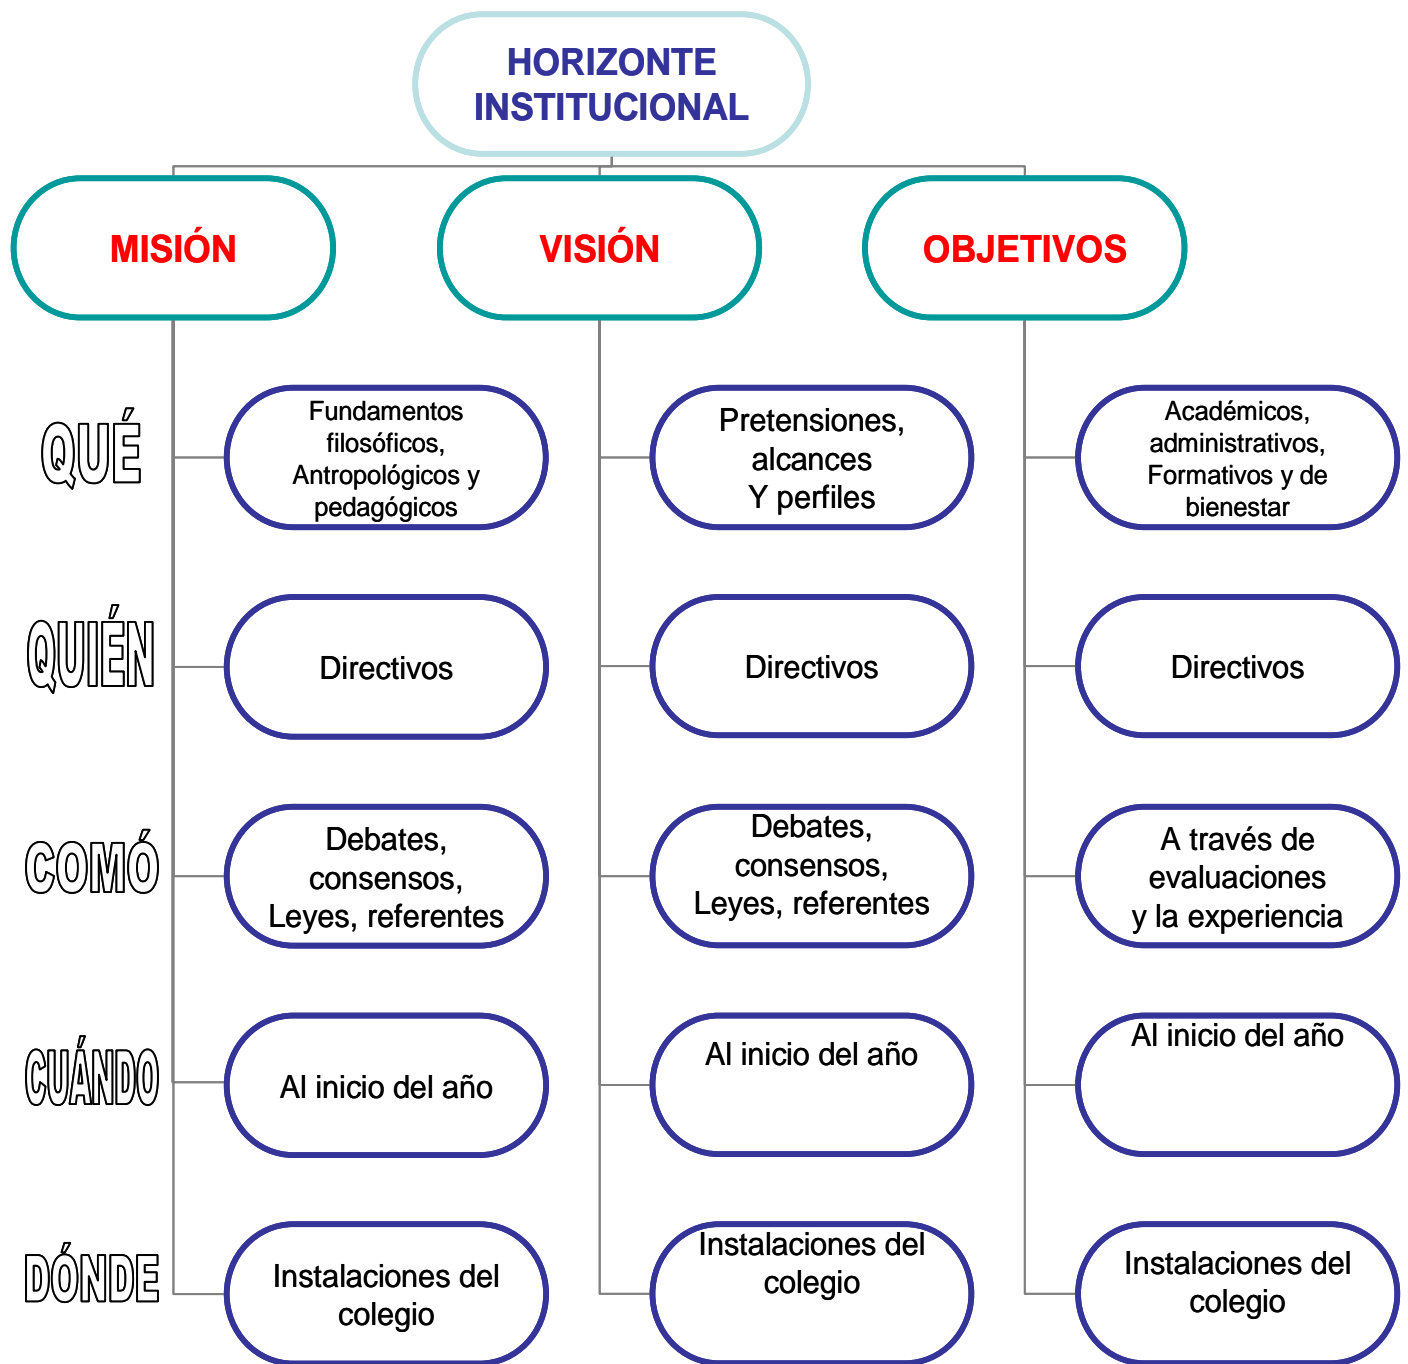 HORIZONTE
INSTITUCIONAL
MISIÓN
VISIÓN
OBJETIVOS
QUÉ
Fundamentos
filosóficos,
Antropológicos y
pedagógicos
Pretensiones,
alcances
Y perfiles
Académicos,
administrativos,
Formativos y de
bienestar
QUIÉN
Directivos
Directivos
Directivos
COMÓ
Debates,
consensos,
Leyes, referentes
Debates,
consensos,
Leyes, referentes
A través de
evaluaciones
y la experiencia
CUÁNDO
Al inicio del año
Al inicio del año
Al inicio del año
DÓNDE
Instalaciones del
colegio
Instalaciones del
colegio
Instalaciones del
colegio